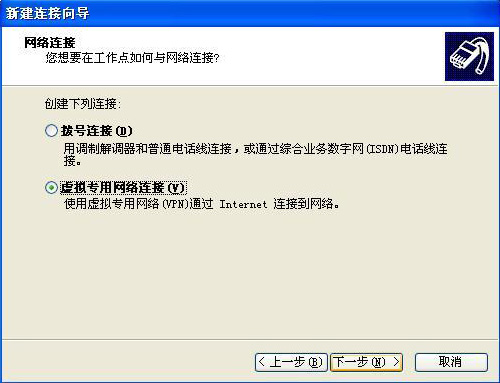 新建连接向导
网络连接
您想要在工作点如何与网络连接?
创建下列连接:
拨号连接(D)
用调制解调器和普通电话线连接，或通过综合业务数字网(ISDN)电话线连
接。
虚拟专用网络连接(V)
使用虚拟专用网络(VPN)通过 Internet 连接到网络。
< 上一步(B) 下一步(N) > 取消